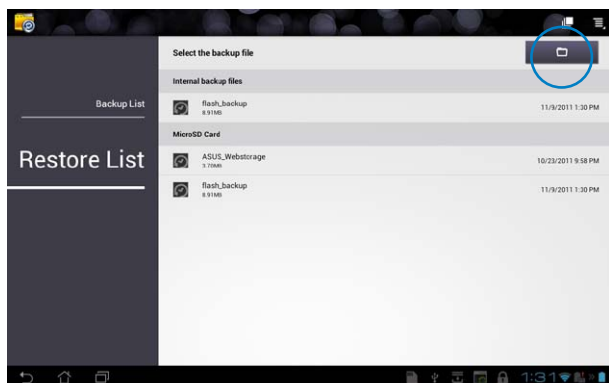 Select the backup file
Internal backup files
Backup List
flash_backup
8.91MB
11/9/2011 1:30 PM
MicroSD Card
Restore List
ASUS_Webstorage
3.70MB
10/23/2011 9:58 PM
flash_backup
8.91MB
11/9/2011 1:30 PM
1:31